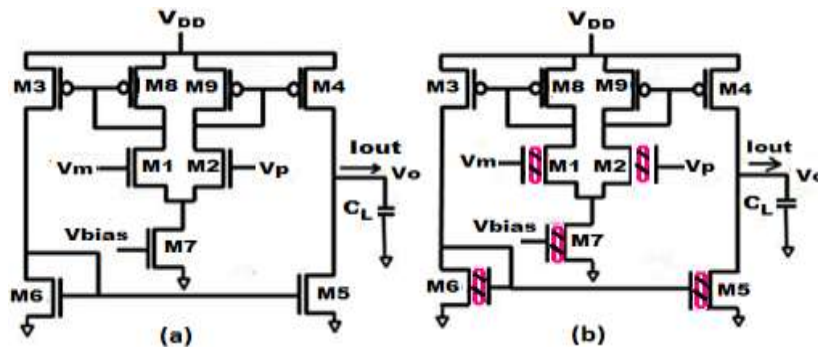 VDD
M3
M8
M9
M4
Vm
M1
M2
Vp
Iout
Vo
CL
Vbias
M7
M6
M5
(a)
VDD
M3
M8
M9
M4
Vm
M1
M2
Vp
Iout
Vo
CL
Vbias
M7
M6
M5
(b)